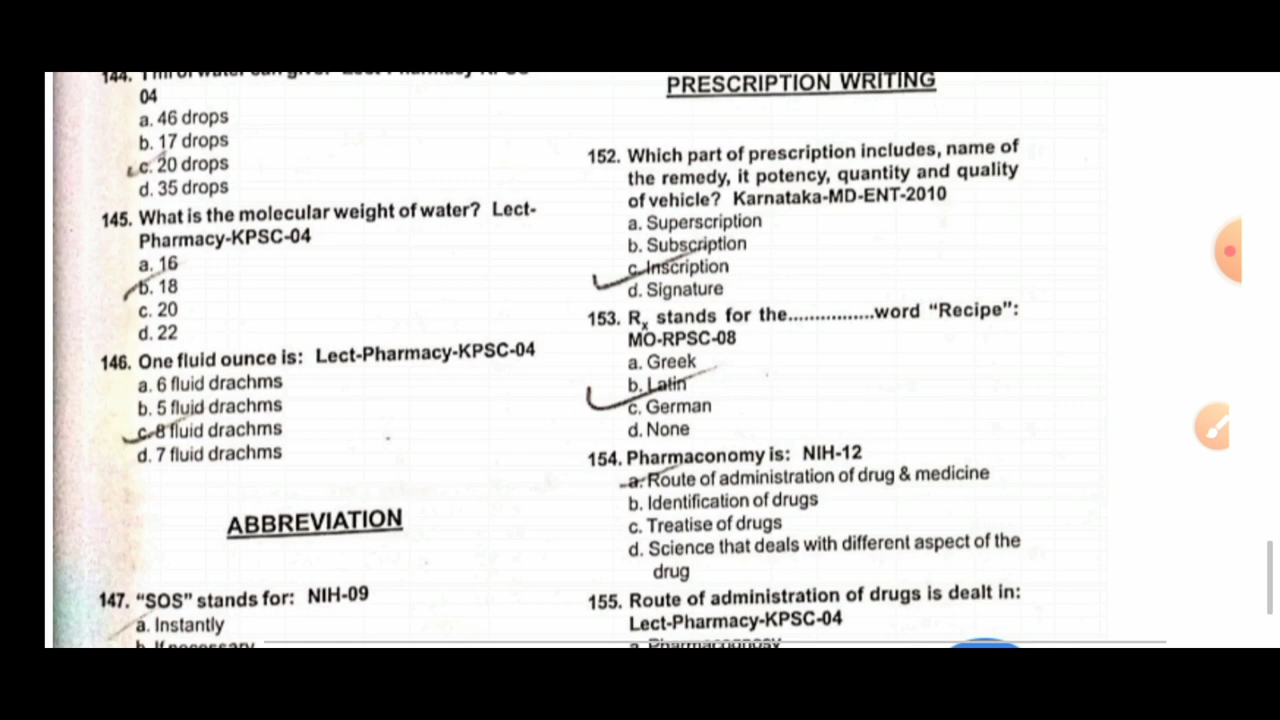 144.
04
a. 46 drops
b. 17 drops
c. 20 drops
d. 35 drops
145. What is the molecular weight of water? Lect-
Pharmacy-KPSC-04
a. 16
b. 18
c. 20
d. 22
146. One fluid ounce is: Lect-Pharmacy-KPSC-04
a. 6 fluid drachms
b. 5 fluid drachms
c. 8 fluid drachms
d. 7 fluid drachms
ABBREVIATION
147. "SOS" stands for: NIH-09
a. Instantly
b. If necessary
PRESCRIPTION WRITING
152. Which part of prescription includes, name of
the remedy, it potency, quantity and quality
of vehicle? Karnataka-MD-ENT-2010
a. Superscription
b. Subscription
c. Inscription
d. Signature
153. Rx stands for the................word "Recipe":
MO-RPSC-08
a. Greek
b. Latin
c. German
d. None
154. Pharmaconomy is: NIH-12
a. Route of administration of drug & medicine
b. Identification of drugs
c. Treatise of drugs
d. Science that deals with different aspect of the
drug
155. Route of administration of drugs is dealt in:
Lect-Pharmacy-KPSC-04
a. Pharmacognosy